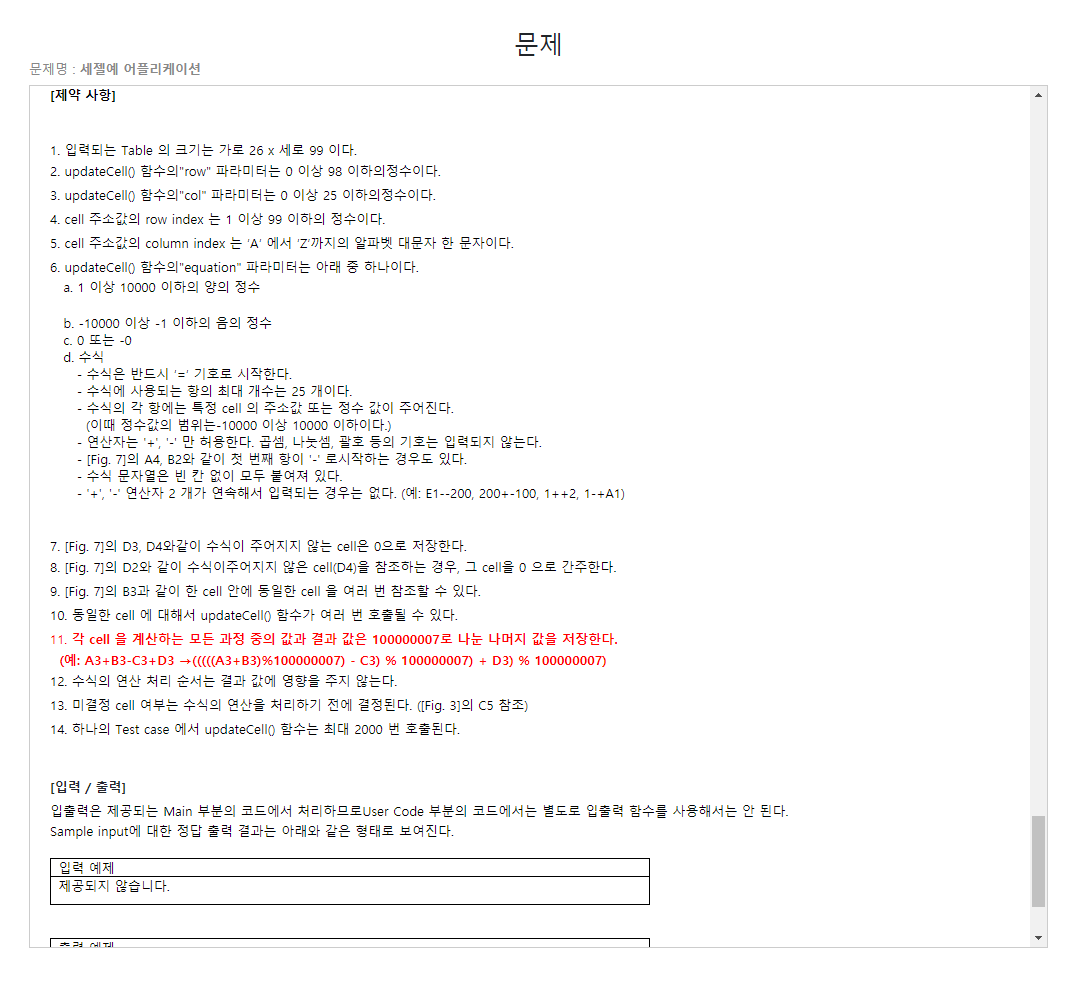 문제
문제명 : 세젤예 어플리케이션
[제약 사항]
1. 입력되는 Table 의 크기는 가로 26 x 세로 99 이다.
2. updateCell() 함수의"row" 파라미터는 0 이상 98 이하의정수이다.
3. updateCell() 함수의"col" 파라미터는 0 이상 25 이하의정수이다.
4. cell 주소값의 row index 는 1 이상 99 이하의 정수이다.
5. cell 주소값의 column index 는 'A' 에서 'Z'까지의 알파벳 대문자 한 문자이다.
6. updateCell() 함수의"equation" 파라미터는 아래 중 하나이다.
a. 1 이상 10000 이하의 양의 정수
b. -10000 이상 -1 이하의 음의 정수
c. 0 또는 -0
d. 수식
- 수식은 반드시 '=' 기호로 시작한다.
- 수식에 사용되는 항의 최대 개수는 25 개이다.
- 수식의 각 항에는 특정 cell 의 주소값 또는 정수 값이 주어진다.
(이때 정수값의 범위는-10000 이상 10000 이하이다.)
- 연산자는 '+', '-' 만 허용한다. 곱셈, 나눗셈, 괄호 등의 기호는 입력되지 않는다.
- [Fig. 7]의 A4, B2와 같이 첫 번째 항이 '-' 로시작하는 경우도 있다.
- 수식 문자열은 빈 칸 없이 모두 붙여져 있다.
- '+', '-' 연산자 2 개가 연속해서 입력되는 경우는 없다. (예: E1--200, 200+-100, 1++2, 1-+A1)
7. [Fig. 7]의 D3, D4와같이 수식이 주어지지 않는 cell은 0으로 저장한다.
8. [Fig. 7]의 D2와 같이 수식이주어지지 않은 cell(D4)을 참조하는 경우, 그 cell을 0 으로 간주한다.
9. [Fig. 7]의 B3과 같이 한 cell 안에 동일한 cell 을 여러 번 참조할 수 있다.
10. 동일한 cell 에 대해서 updateCell() 함수가 여러 번 호출될 수 있다.
11. 각 cell 을 계산하는 모든 과정 중의 값과 결과 값은 100000007로 나눈 나머지 값을 저장한다.
(예: A3+B3-C3+D3 →(((((A3+B3)%100000007) - C3) % 100000007) + D3) % 100000007)
12. 수식의 연산 처리 순서는 결과 값에 영향을 주지 않는다.
13. 미결정 cell 여부는 수식의 연산을 처리하기 전에 결정된다. ([Fig. 3]의 C5 참조)
14. 하나의 Test case 에서 updateCell() 함수는 최대 2000 번 호출된다.
[입력 / 출력]
입출력은 제공되는 Main 부분의 코드에서 처리하므로User Code 부분의 코드에서는 별도로 입출력 함수를 사용해서는 안 된다.
Sample input에 대한 정답 출력 결과는 아래와 같은 형태로 보여진다.
입력 예제
제공되지 않습니다.
출력 예제